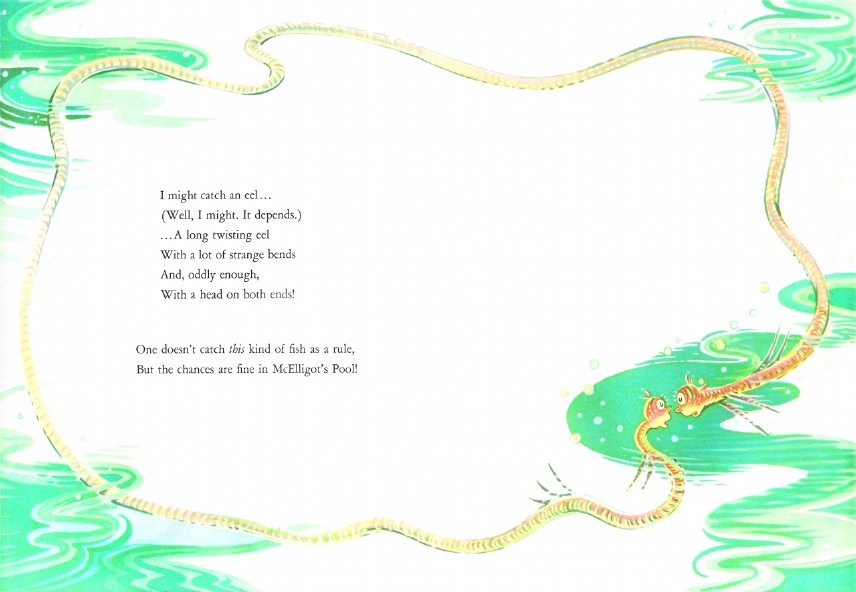 I might catch an eel...
(Well, I might. It depends.)
...A long twisting eel
With a lot of strange bends
And, oddly enough,
With a head on both ends!
One doesn't catch this kind of fish as a rule,
But the chances are fine in McElligot's Pool!